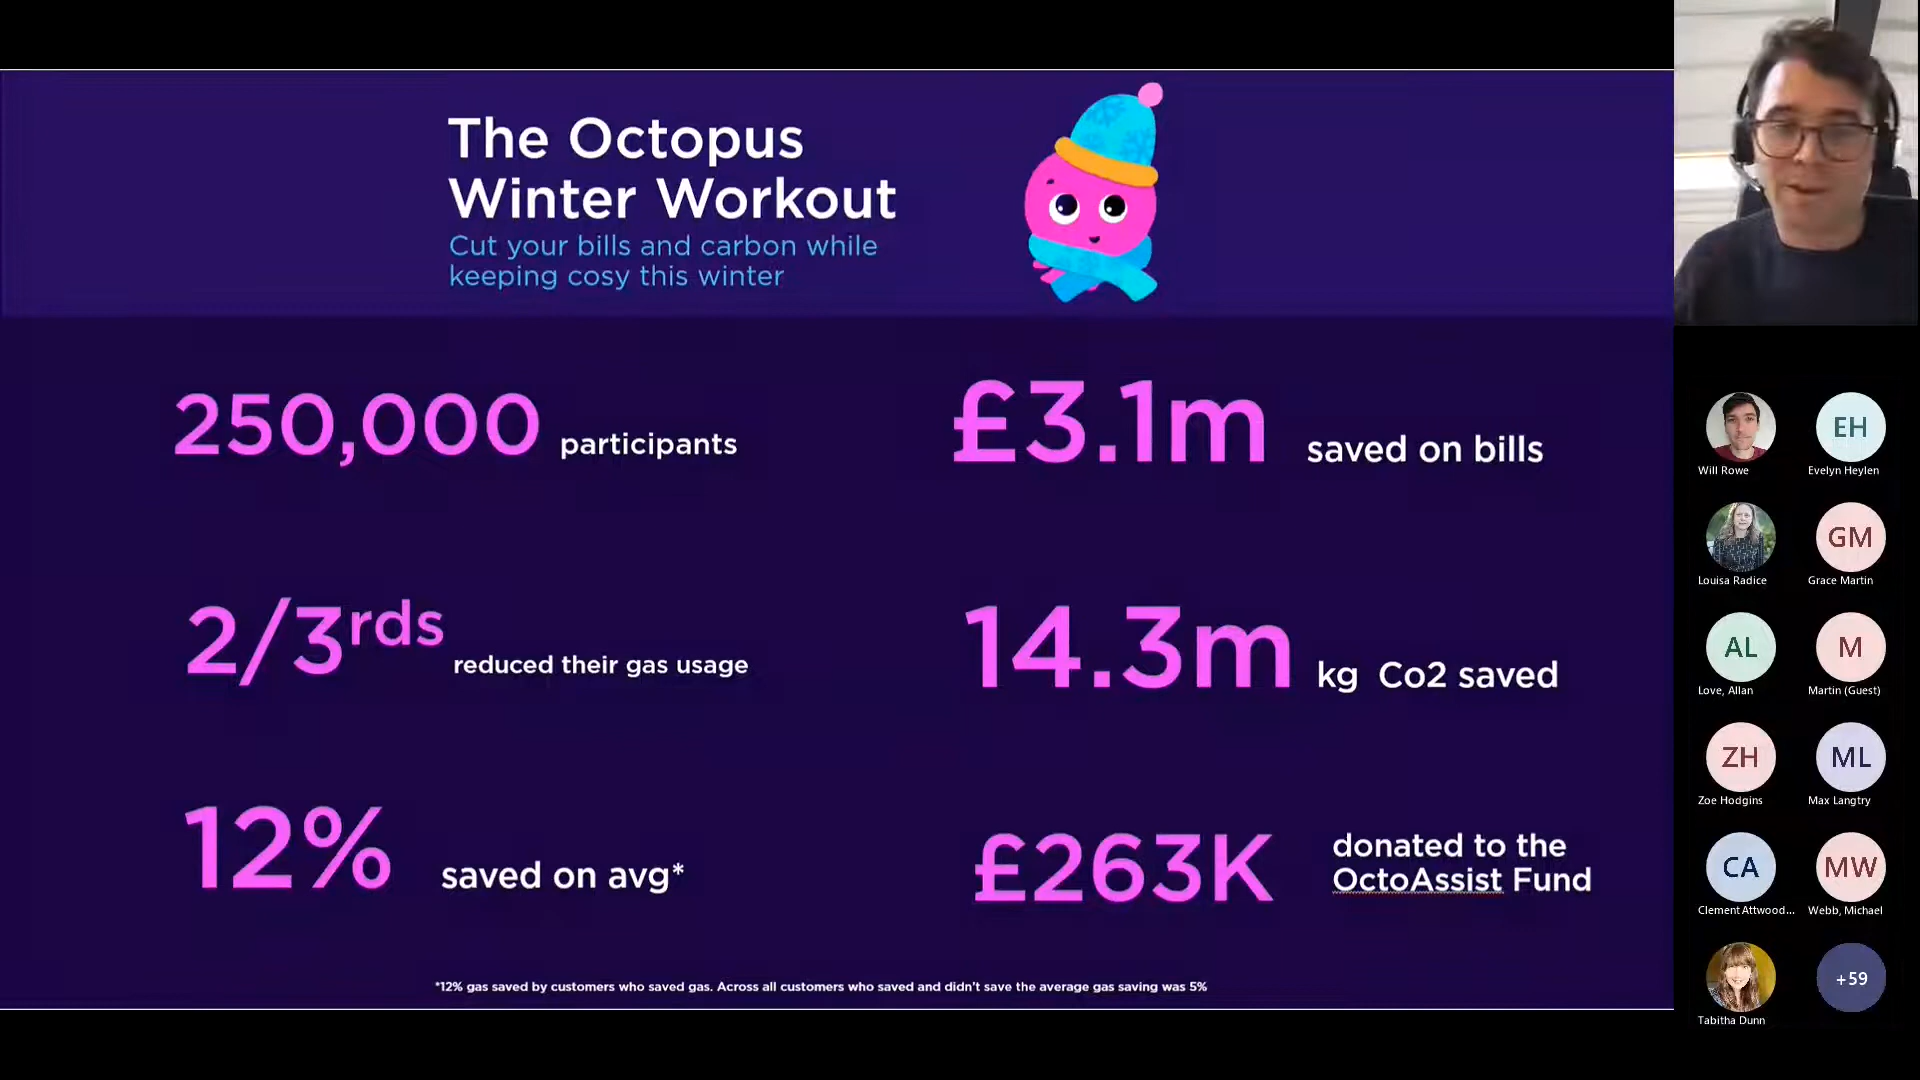 The Octopus
Winter Workout
Cut your bills and carbon while
keeping cosy this winter
250,000 participants
£3.1m saved on bills
2/3rds reduced their gas usage
14.3m kg Co2 saved
12% saved on avg*
£263K donated to the
OctoAssist Fund
*12% gas saved by customers who saved gas. Across all customers who saved and didn't save the average gas saving was 5%
Will Rowe
EH
Evelyn Heylen
Louisa Radice
GM
Grace Martin
AL
Love, Allan
M
Martin (Guest)
ZH
Zoe Hodgins
ML
Max Langtry
CA
Clement Attwood...
MW
Webb, Michael
Tabitha Dunn
+59